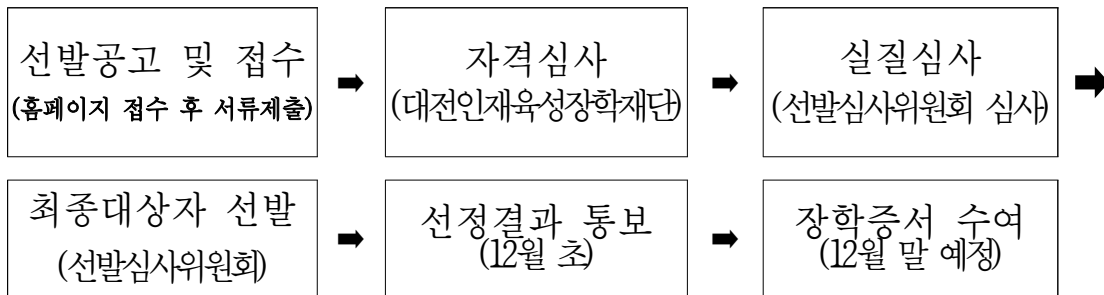 선발공고 및 접수
(홈페이지 접수 후 서류제출)
➡
자격심사
(대전인재육성장학재단)
➡
실질심사
(선발심사위원회 심사)
➡
최종대상자 선발
(선발심사위원회)
➡
선정결과 통보
(12월 초)
➡
장학증서 수여
(12월 말 예정)